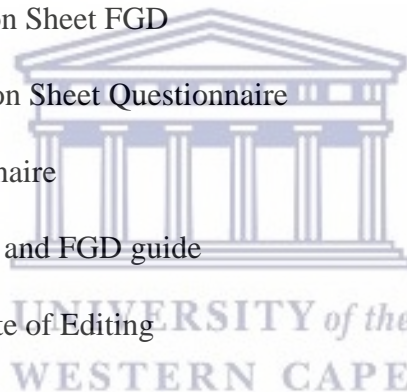 on Sheet FGD
on Sheet Questionnaire
naire
and FGD guide
te of Editing
UNIVERSITY of the
WESTERN CAPE